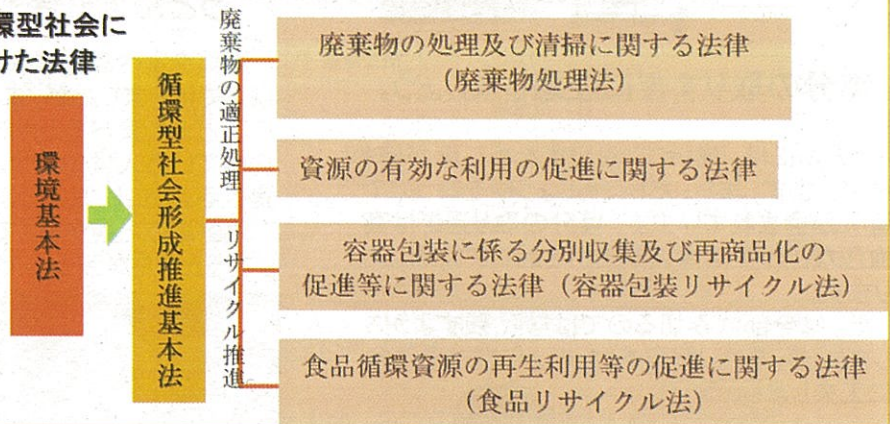 環型社会に
けた法律
環境基本法
循環型社会形成推進基本法
廃棄物の適正処理
リサイクル推進
廃棄物の処理及び清掃に関する法律
（廃棄物処理法）
資源の有効な利用の促進に関する法律
容器包装に係る分別収集及び再商品化の
促進等に関する法律（容器包装リサイクル法）
食品循環資源の再生利用等の促進に関する法律
（食品リサイクル法）